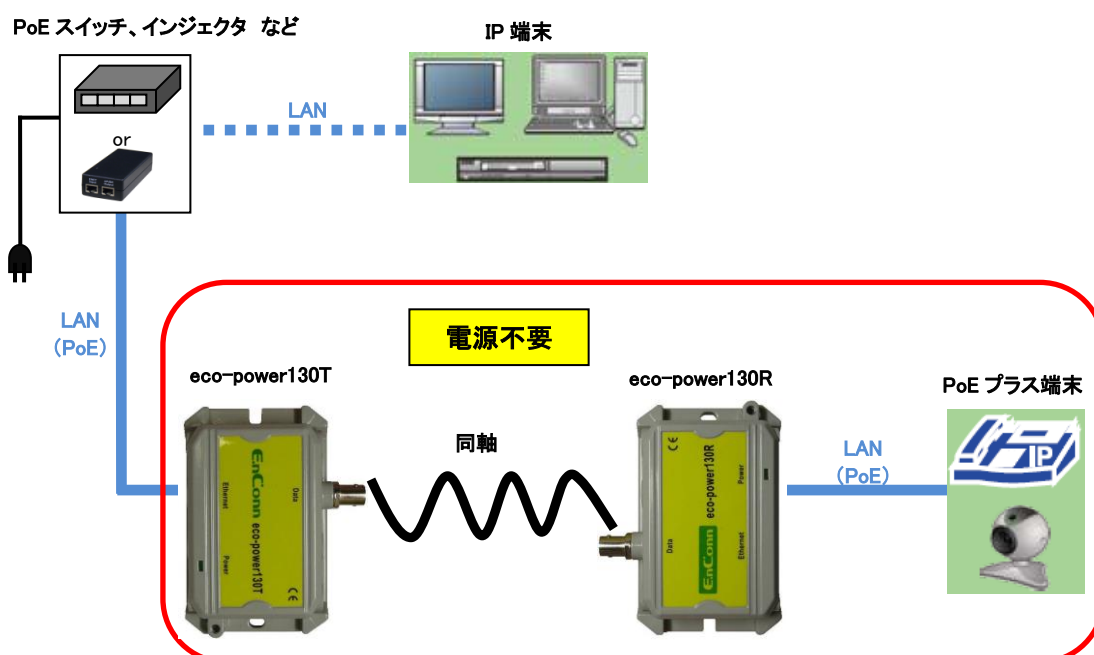 PoE スイッチ、インジェクタ など
IP 端末
LAN
or
LAN
(PoE)
電源不要
eco-power130T
eco-power130R
PoE プラス端末
同軸
LAN
(PoE)
IP
EnConn eco-power130T
Data
Ethernet
Power
CE
EnConn eco-power130R
Data
Ethernet
Power
CE